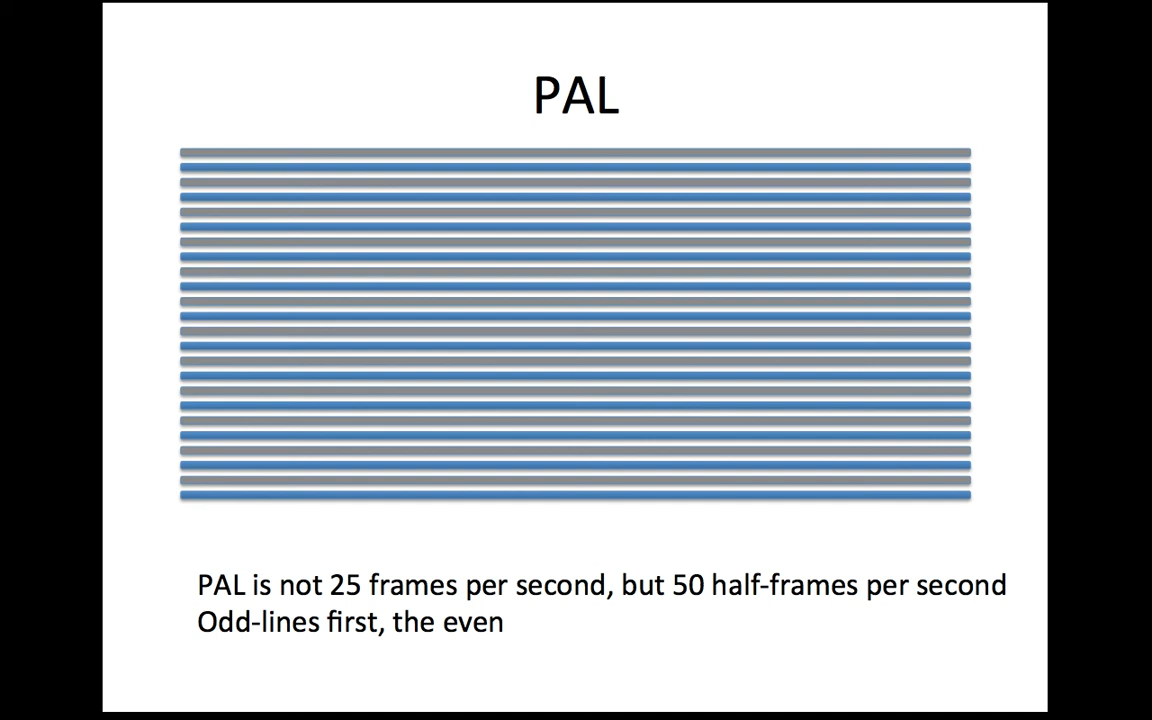 PAL
PAL is not 25 frames per second, but 50 half-frames per second
Odd-lines first, the even